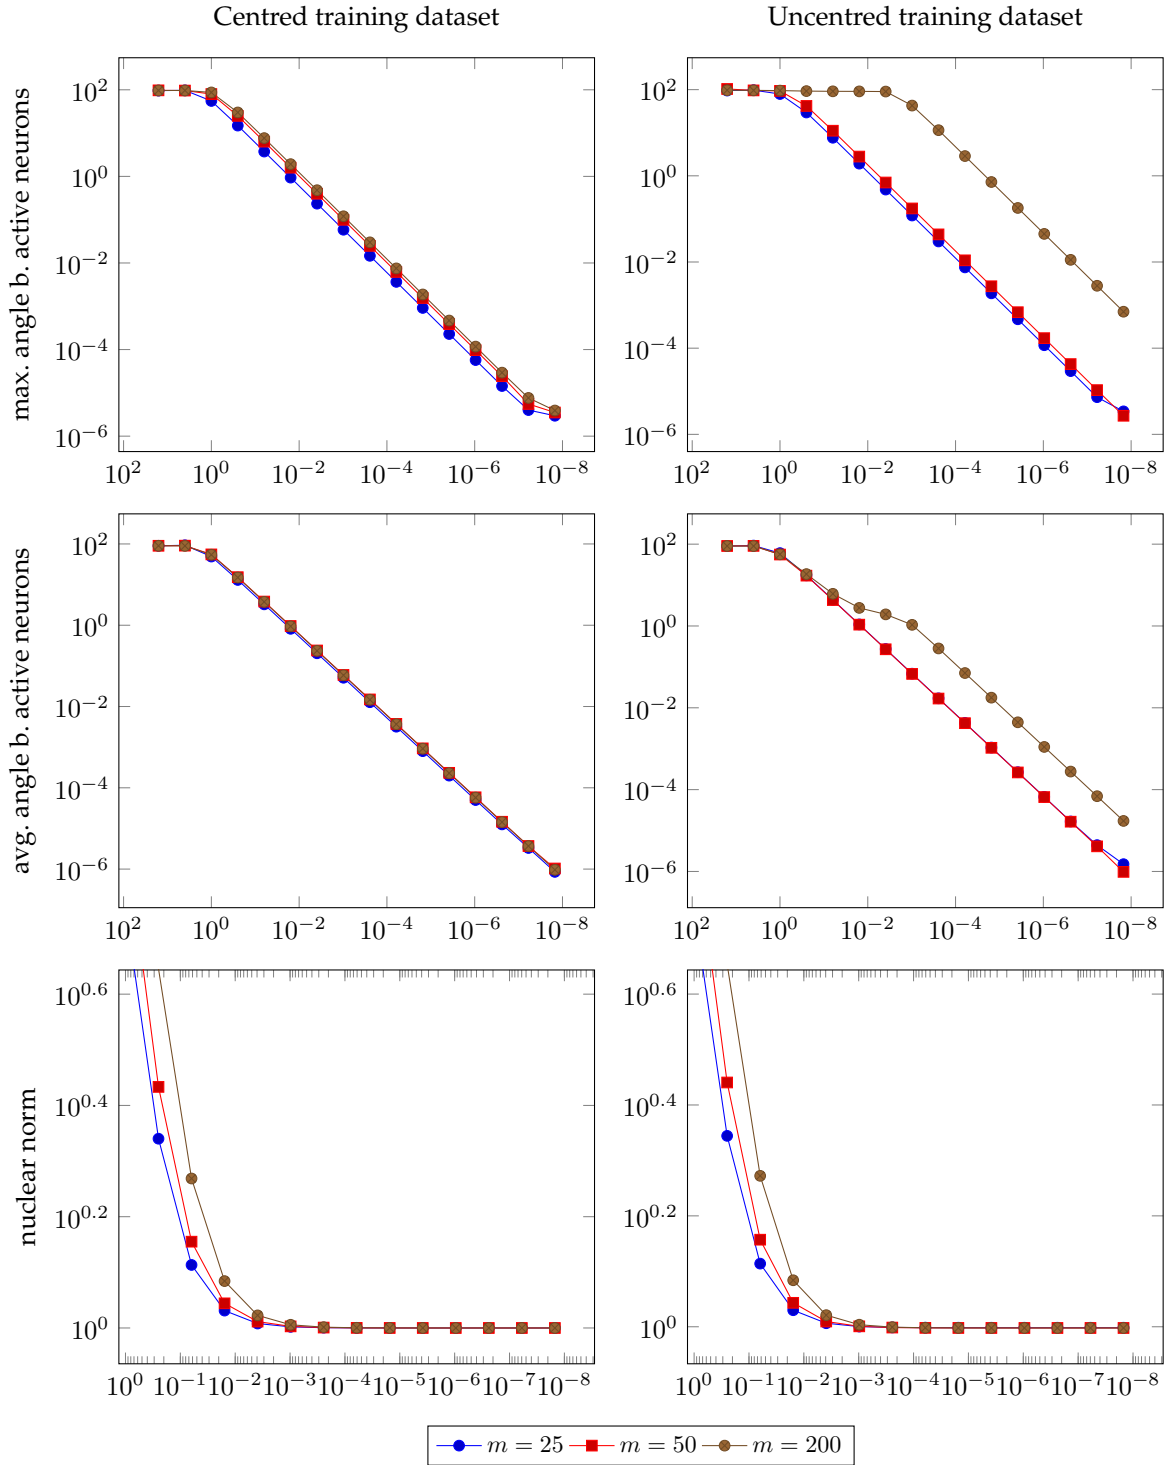 Centred training dataset
Uncentred training dataset
max. angle b. active neurons
10^2
10^0
10^−2
10^−4
10^−6
10^2 10^0 10^−2 10^−4 10^−6 10^−8
10^2
10^0
10^−2
10^−4
10^−6
10^2 10^0 10^−2 10^−4 10^−6 10^−8
avg. angle b. active neurons
10^2
10^0
10^−2
10^−4
10^−6
10^2 10^0 10^−2 10^−4 10^−6 10^−8
10^2
10^0
10^−2
10^−4
10^−6
10^2 10^0 10^−2 10^−4 10^−6 10^−8
nuclear norm
10^0.6
10^0.4
10^0.2
10^0
10^0 10^−1 10^−2 10^−3 10^−4 10^−5 10^−6 10^−7 10^−8
10^0.6
10^0.4
10^0.2
10^0
10^0 10^−1 10^−2 10^−3 10^−4 10^−5 10^−6 10^−7 10^−8
m = 25 m = 50 m = 200